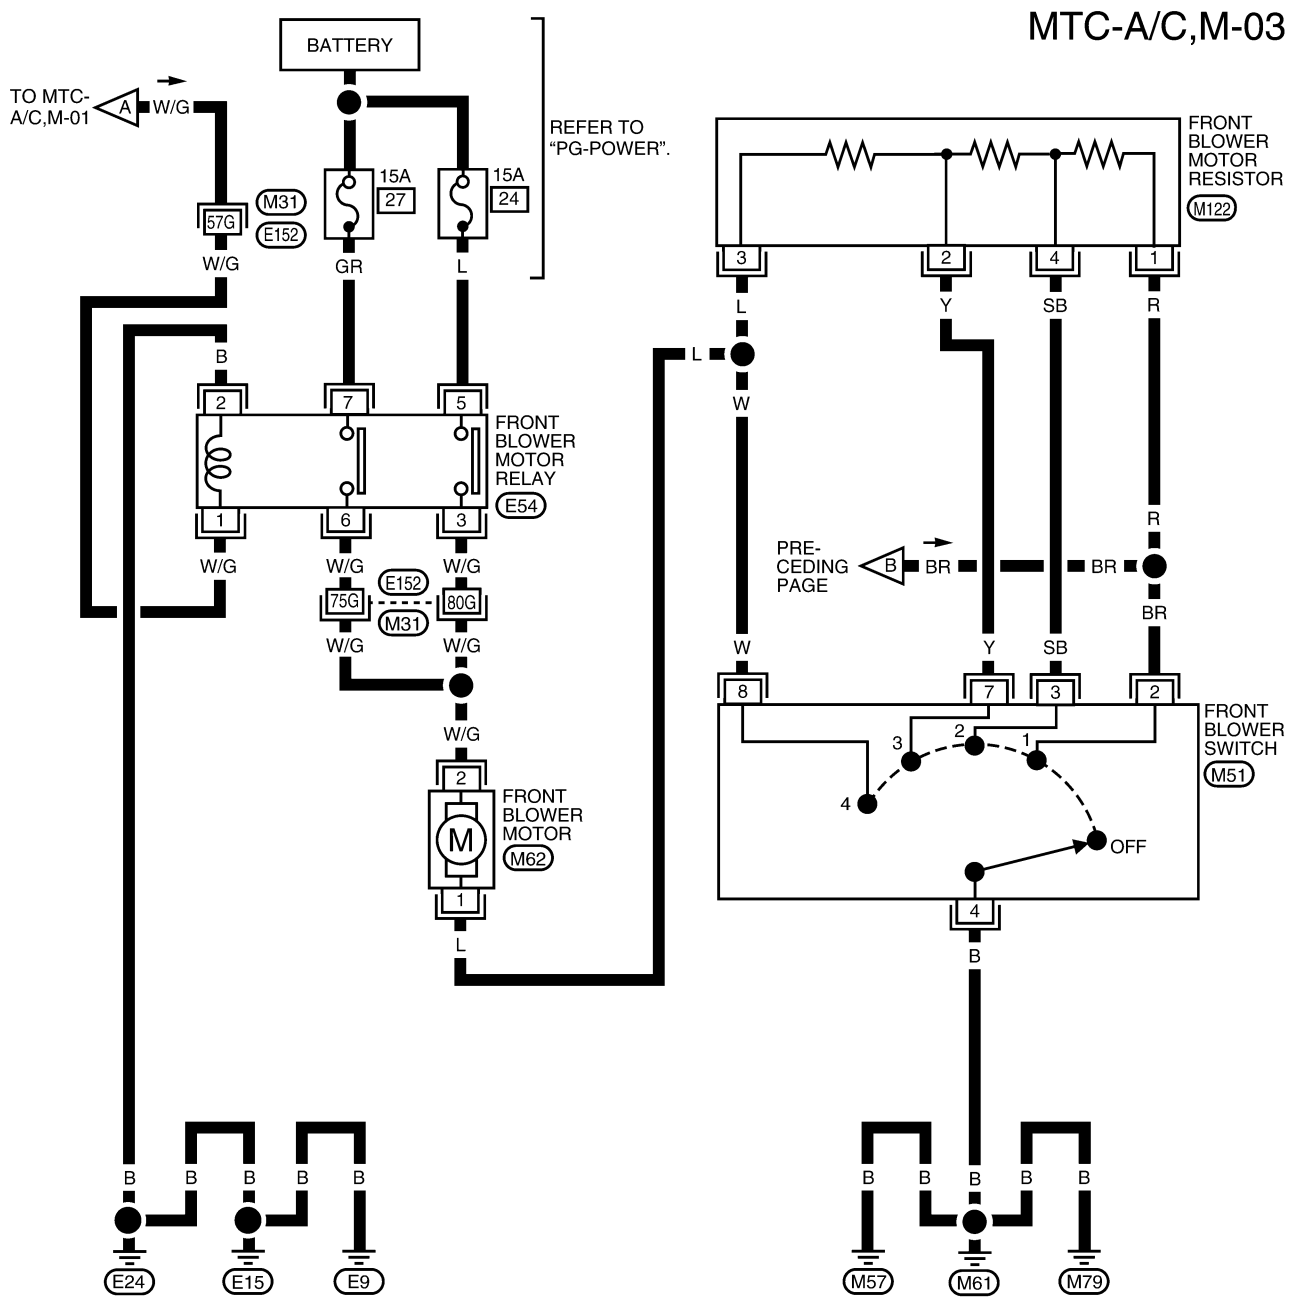 MTC-A/C,M-03
BATTERY
TO MTC-
A/C,M-01
A
W/G
REFER TO
“PG-POWER”.
15A
27
15A
24
57G
M31
E152
W/G
GR
L
B
2
7
5
FRONT
BLOWER
MOTOR
RELAY
E54
1
6
3
W/G
W/G
W/G
75G
E152
M31
80G
W/G
W/G
W/G
2
M
FRONT
BLOWER
MOTOR
M62
1
L
FRONT
BLOWER
MOTOR
RESISTOR
M122
3
2
4
1
L
Y
SB
R
L
W
R
PRE-
CEDING
PAGE
B
BR
BR
BR
W
Y
SB
8
7
3
2
FRONT
BLOWER
SWITCH
M51
4
3
2
1
OFF
4
B
B
B
B
B
B
B
B
B
B
B
E24
E15
E9
M57
M61
M79